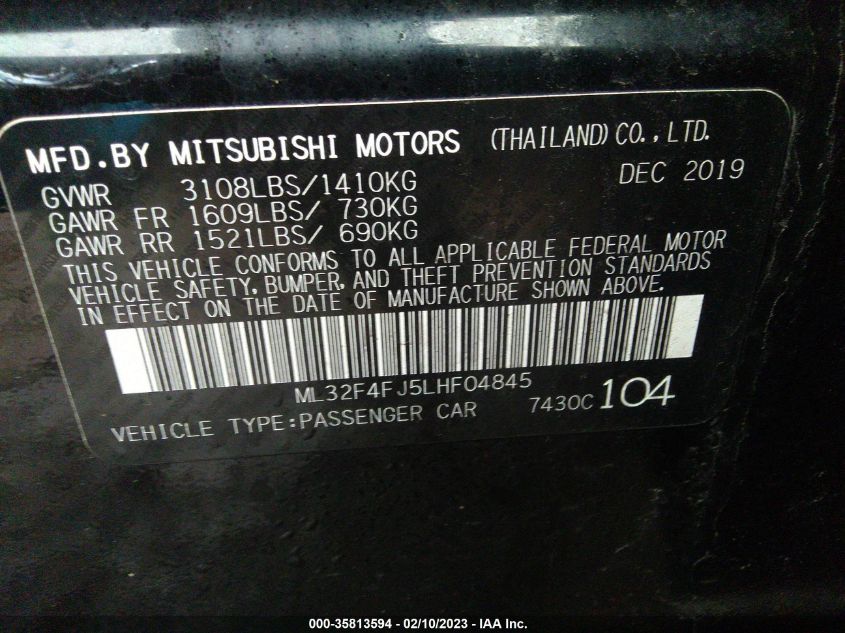 MFD.BY MITSUBISHI MOTORS (THAILAND) CO., LTD.
GVWR 3108LBS/1410KG DEC 2019
GAWR FR 1609LBS/ 730KG
GAWR RR 1521LBS/ 690KG
THIS VEHICLE CONFORMS TO ALL APPLICABLE FEDERAL MOTOR
VEHICLE SAFETY, BUMPER, AND THEFT PREVENTION STANDARDS
IN EFFECT ON THE DATE OF MANUFACTURE SHOWN ABOVE.
ML32F4FJ5LHF04845
VEHICLE TYPE:PASSENGER CAR 7430C 104
000-35813594 — 02/10/2023 — IAA Inc.